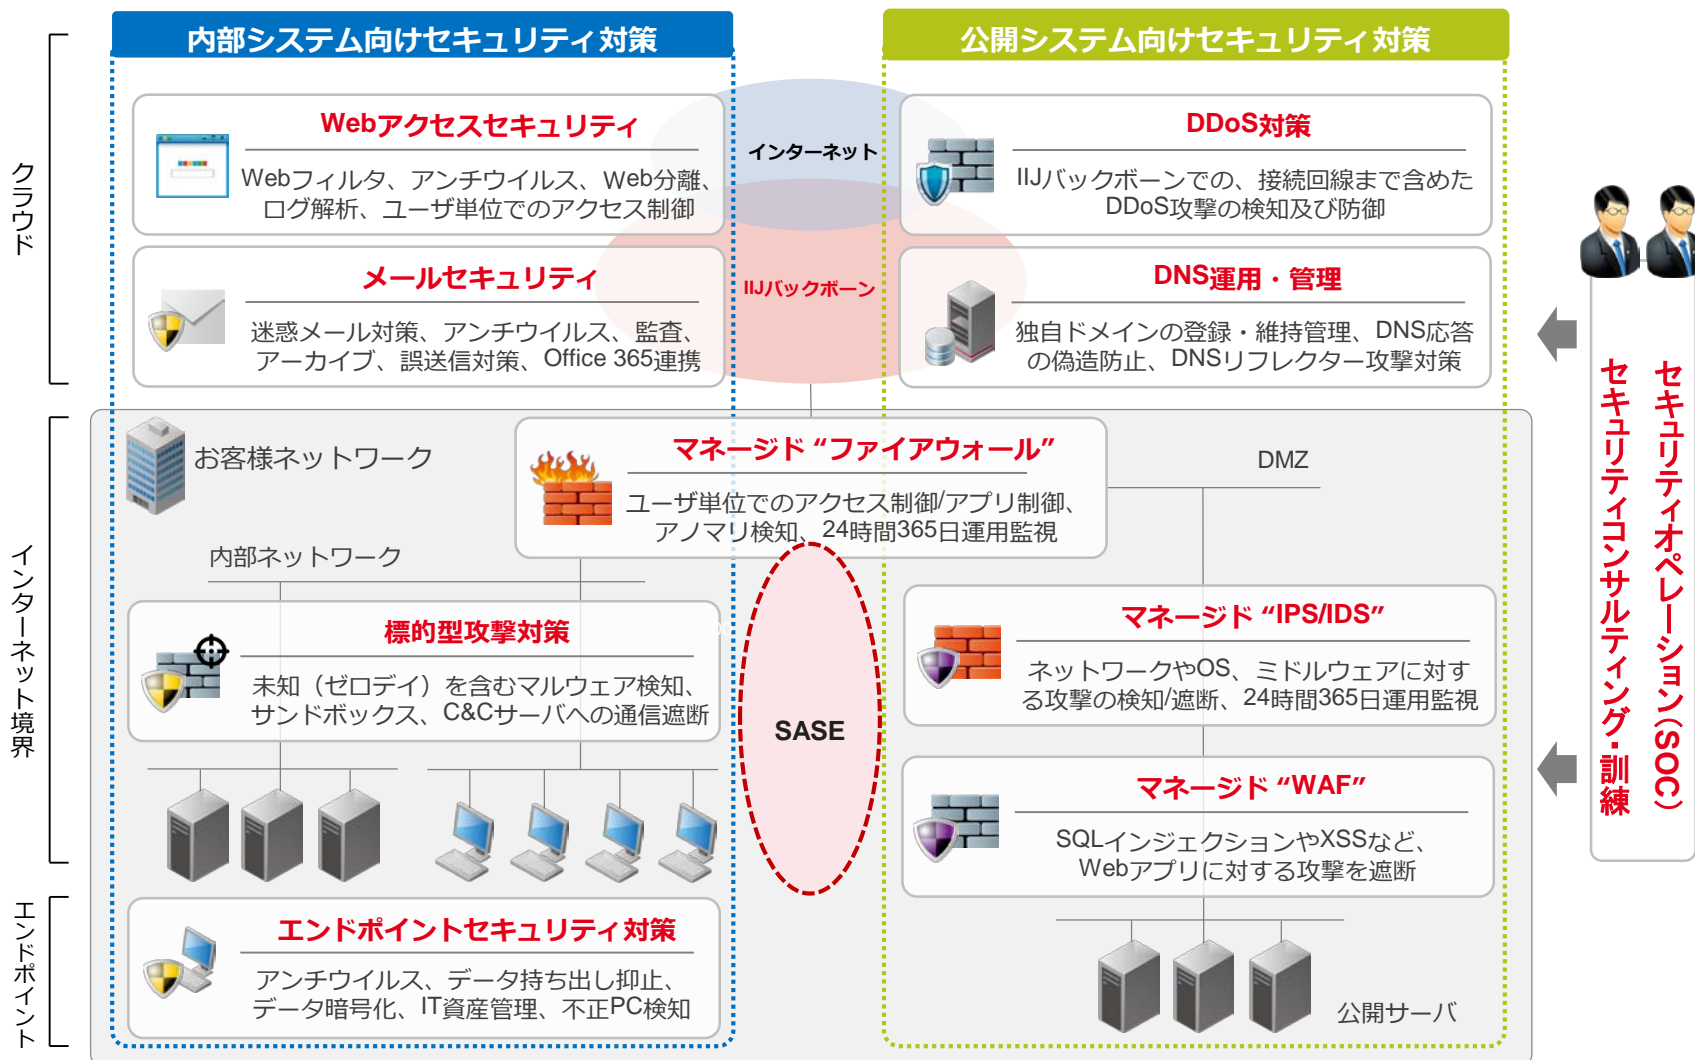 内部システム向けセキュリティ対策
公開システム向けセキュリティ対策
クラウド
Webアクセスセキュリティ
Webフィルタ、アンチウイルス、Web分離、
ログ解析、ユーザ単位でのアクセス制御
インターネット
DDoS対策
IIJバックボーンでの、接続回線まで含めた
DDoS攻撃の検知及び防御
メールセキュリティ
迷惑メール対策、アンチウイルス、監査、
アーカイブ、誤送信対策、Office 365連携
IIJバックボーン
DNS運用・管理
独自ドメインの登録・維持管理、DNS応答
の偽造防止、DNSリフレクター攻撃対策
インターネット境界
お客様ネットワーク
マネージド “ファイアウォール”
ユーザ単位でのアクセス制御/アプリ制御、
アノマリ検知、24時間365日運用監視
DMZ
内部ネットワーク
標的型攻撃対策
未知（ゼロデイ）を含むマルウェア検知、
サンドボックス、C&Cサーバへの通信遮断
SASE
マネージド “IPS/IDS”
ネットワークやOS、ミドルウェアに対す
る攻撃の検知/遮断、24時間365日運用監視
マネージド “WAF”
SQLインジェクションやXSSなど、
Webアプリに対する攻撃を遮断
エンドポイント
エンドポイントセキュリティ対策
アンチウイルス、データ持ち出し抑止、
データ暗号化、IT資産管理、不正PC検知
公開サーバ
セキュリティオペレーション(SOC)
セキュリティコンサルティング・訓練